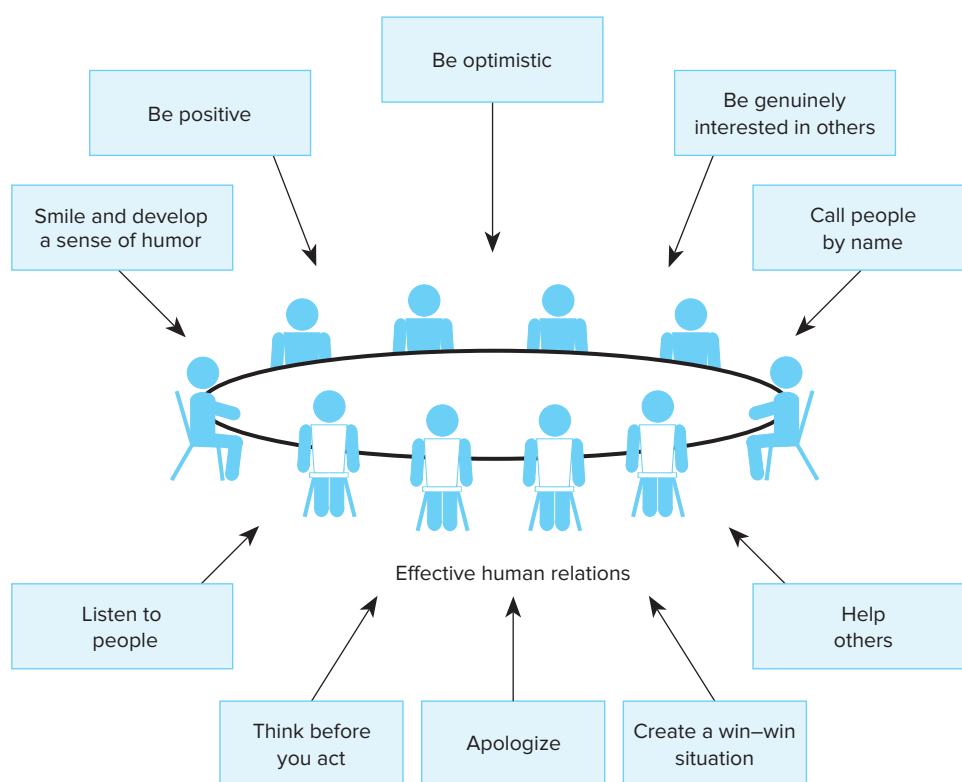 Be optimistic
Be positive
Be genuinely
interested in others
Smile and develop
a sense of humor
Call people
by name
Effective human relations
Listen to
people
Help
others
Think before
you act
Apologize
Create a win–win
situation